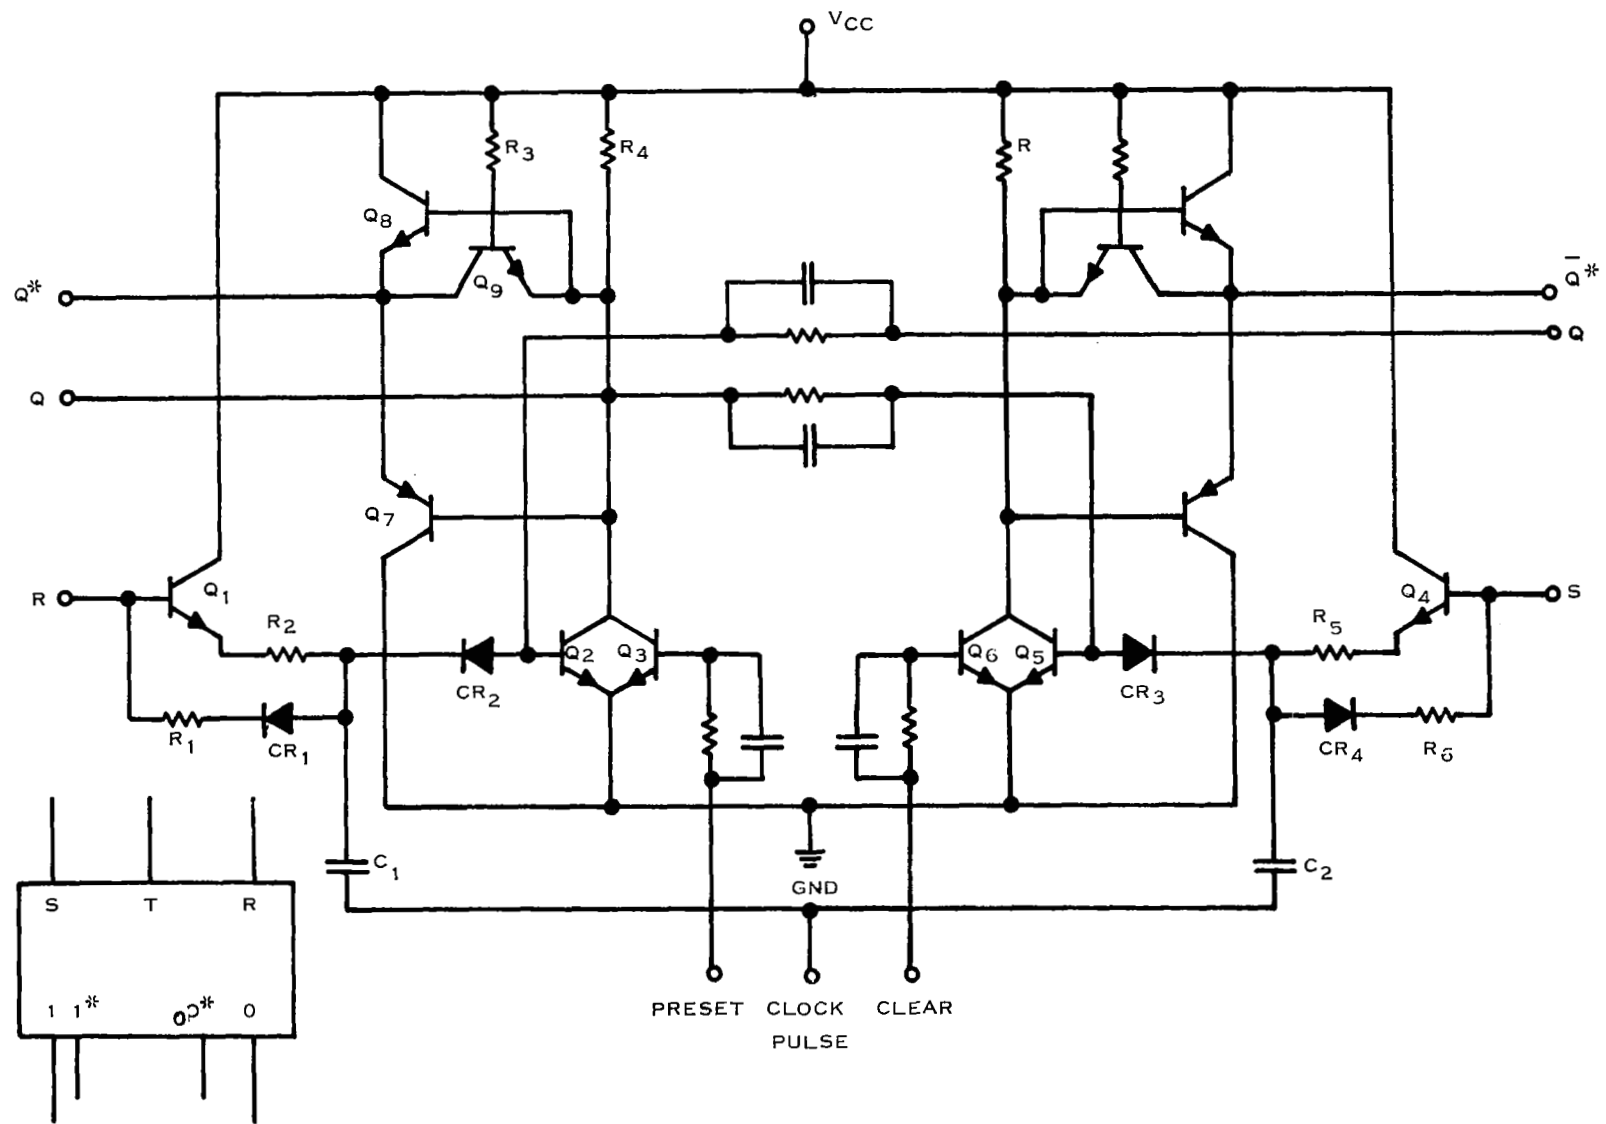 VCC
R3
R4
R
Q8
Q9
Q*
Q̄*
Q
Q
Q7
R
Q1
Q4
S
R2
R5
Q2
Q3
Q6
Q5
CR2
CR3
R1
CR1
CR4
R6
C1
C2
GND
S T R
1 1* 0
PRESET CLOCK CLEAR
PULSE